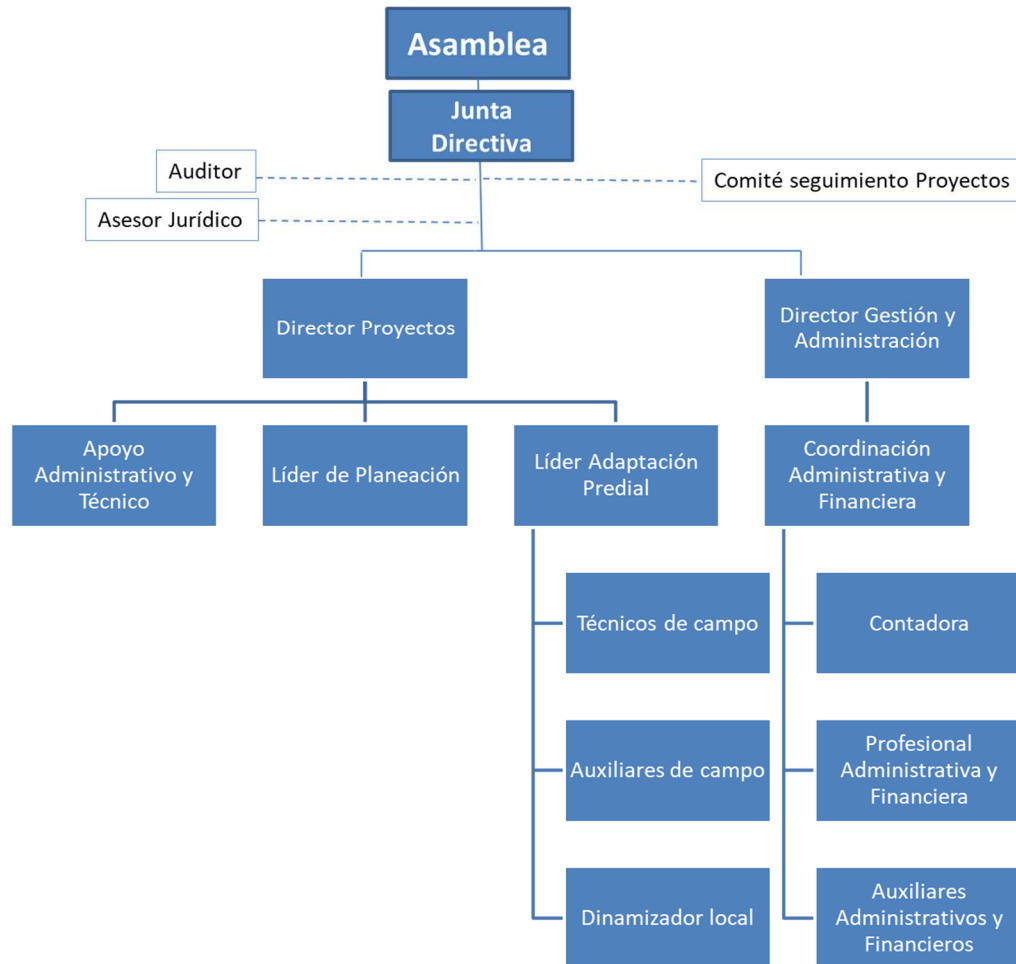 Asamblea
Junta
Directiva
Auditor
Comité seguimiento Proyectos
Asesor Jurídico
Director Proyectos
Director Gestión y
Administración
Apoyo
Administrativo y
Técnico
Líder de Planeación
Líder Adaptación
Predial
Coordinación
Administrativa y
Financiera
Técnicos de campo
Contadora
Auxiliares de campo
Profesional
Administrativa y
Financiera
Dinamizador local
Auxiliares
Administrativos y
Financieros